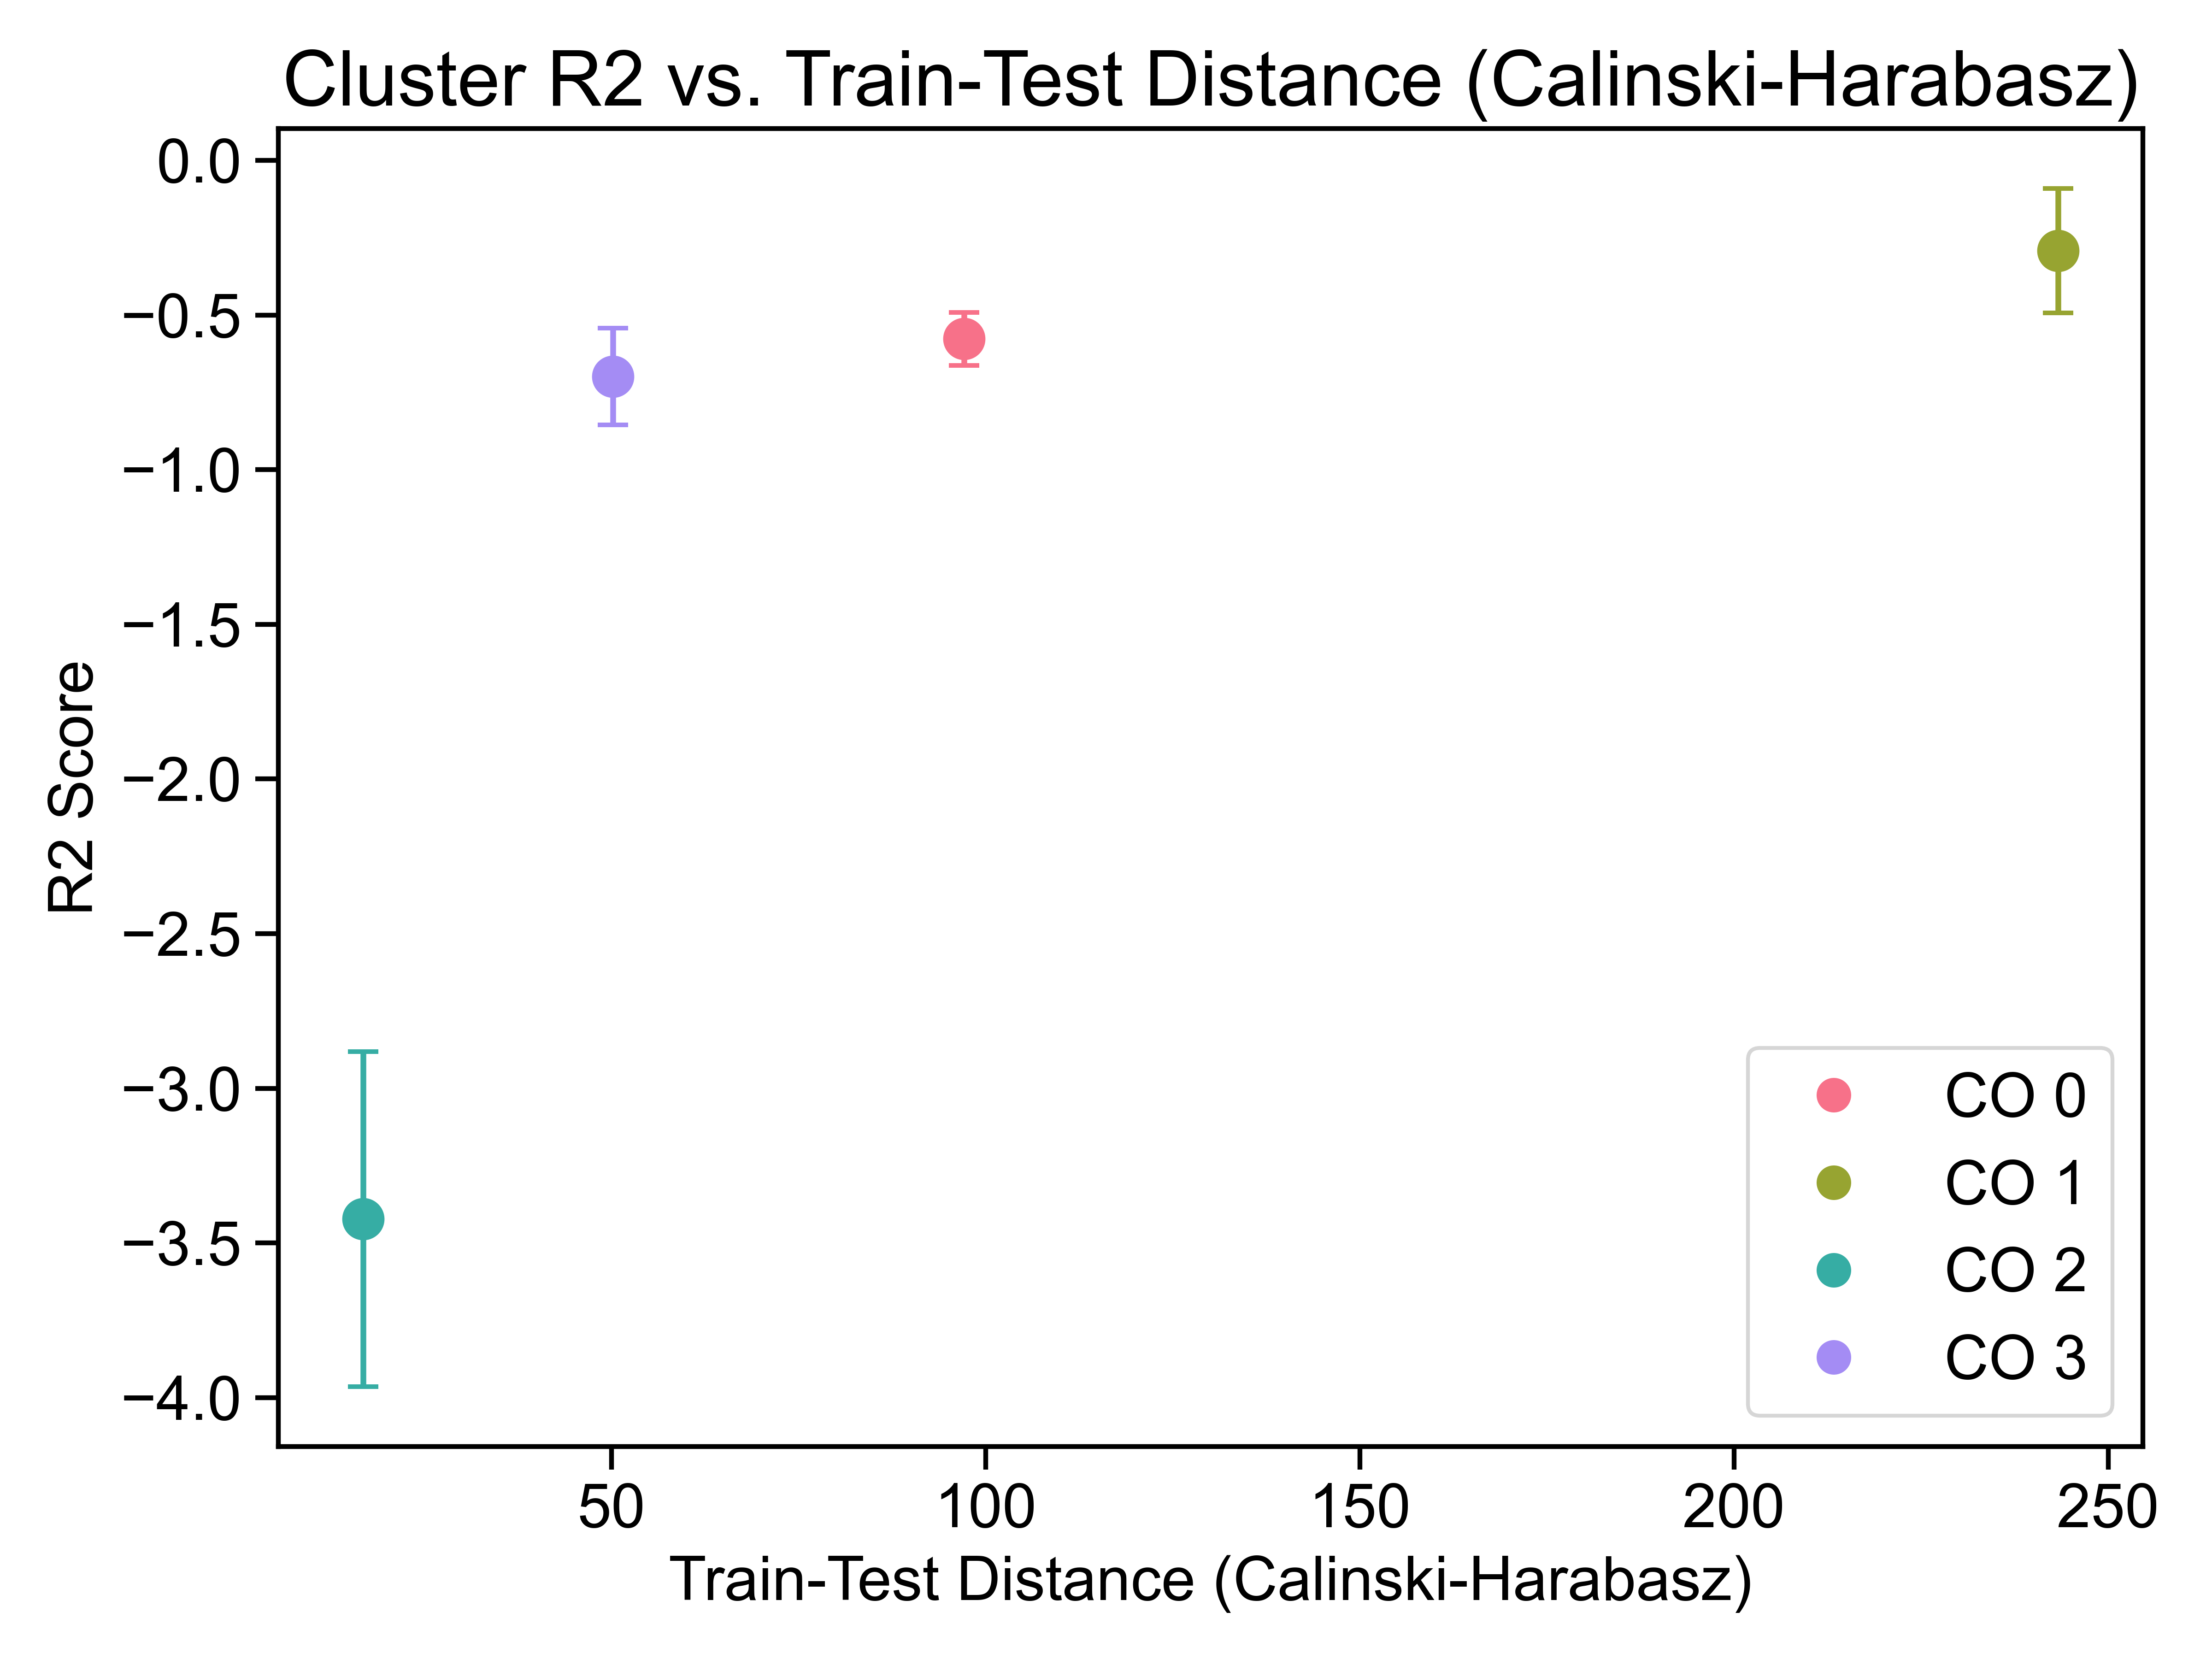 Cluster R2 vs. Train-Test Distance (Calinski-Harabasz)
R2 Score
0.0
−0.5
−1.0
−1.5
−2.0
−2.5
−3.0
−3.5
−4.0
CO 0
CO 1
CO 2
CO 3
50 100 150 200 250
Train-Test Distance (Calinski-Harabasz)